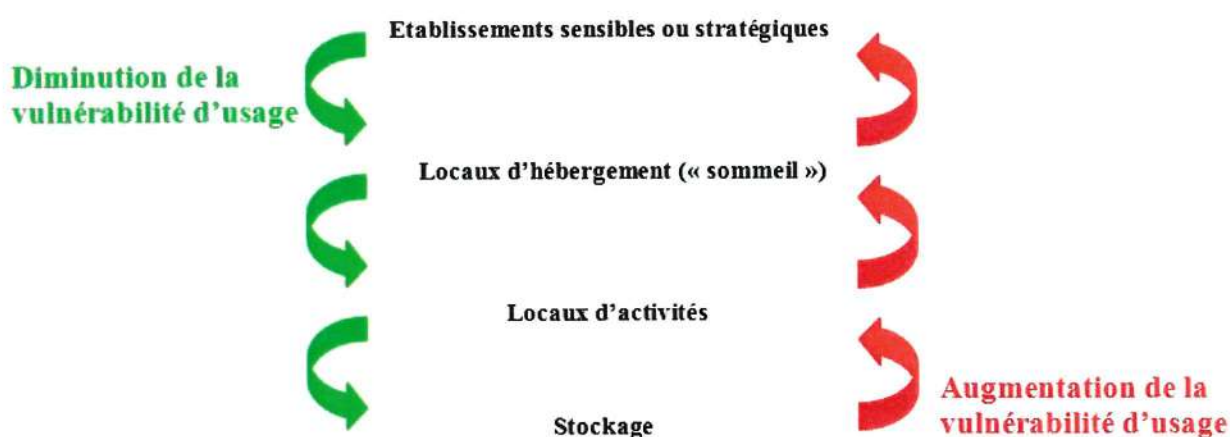 Etablissements sensibles ou stratégiques
Diminution de la
vulnérabilité d’usage
Locaux d’hébergement (« sommeil »)
Locaux d’activités
Augmentation de la
vulnérabilité d’usage
Stockage